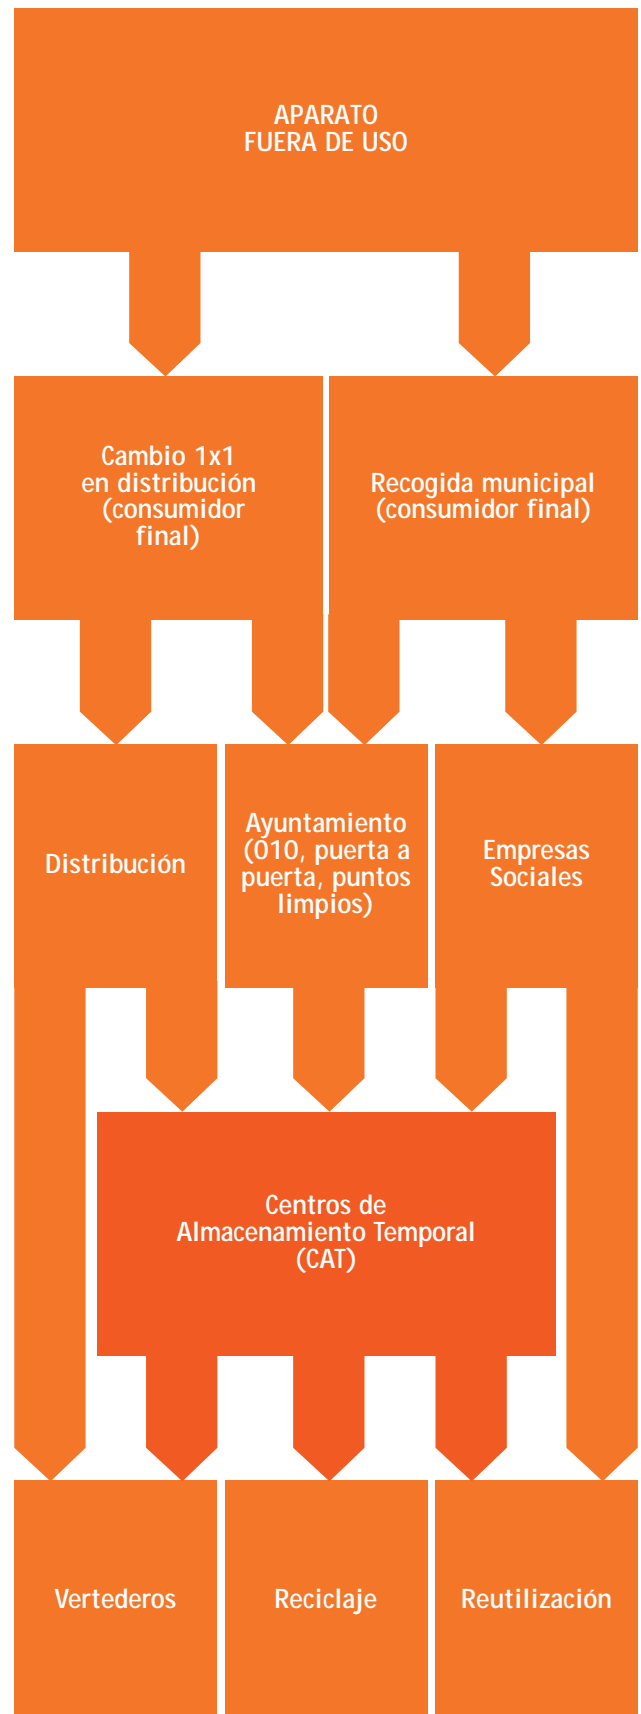 APARATO
FUERA DE USO
Cambio 1x1
en distribución
(consumidor
final)
Recogida municipal
(consumidor final)
Distribución
Ayuntamiento
(010, puerta a
puerta, puntos
limpios)
Empresas
Sociales
Centros de
Almacenamiento Temporal
(CAT)
Vertederos
Reciclaje
Reutilización